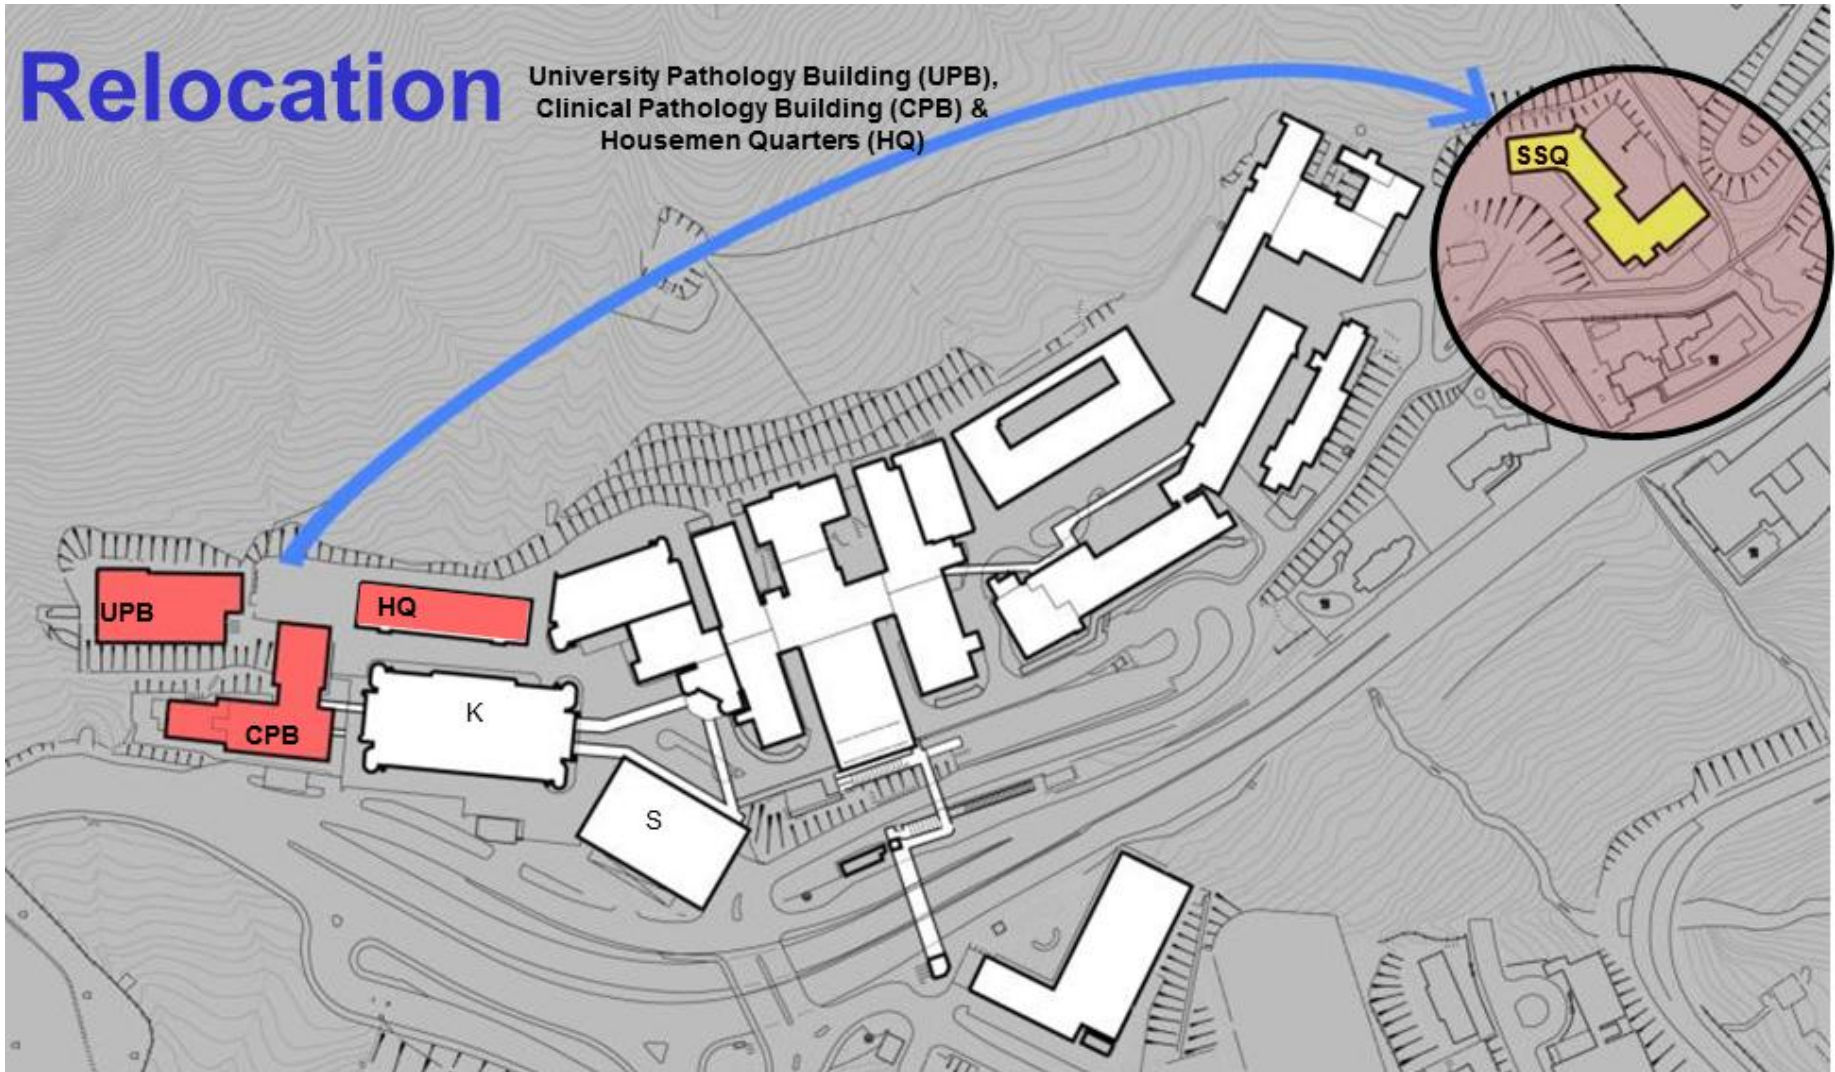 Relocation
University Pathology Building (UPB),
Clinical Pathology Building (CPB) &
Housemen Quarters (HQ)
SSQ
UPB
HQ
CPB
K
S